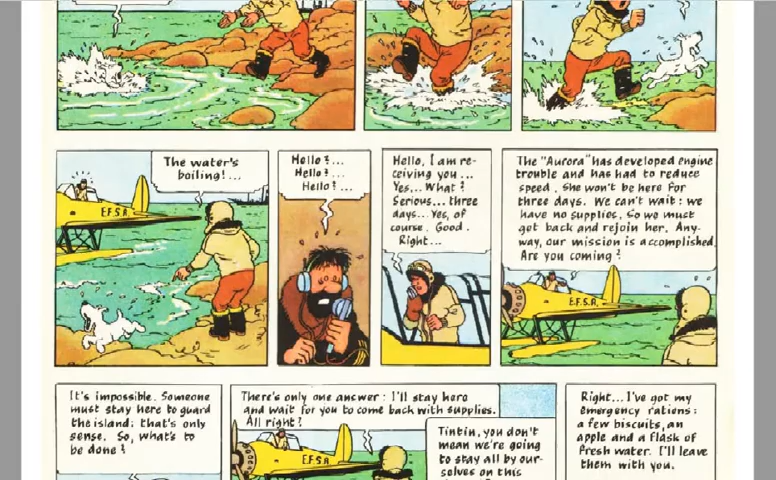 E.F.S.R.
The water's
boiling!...
E.F.S.R.
Hello?...
Hello?...
Hello?...
Hello, I am re-
ceiving you...
Yes... What?
Serious... three
days... Yes, of
course. Good.
Right...
The "Aurora" has developed engine
trouble and has had to reduce
speed. She won't be here for
three days. We can't wait: we
have no supplies. So we must
get back and rejoin her. Any-
way, our mission is accomplished.
Are you coming?
E.F.S.R.
It's impossible. Someone
must stay here to guard
the island: that's only
sense. So, what's to
be done?
There's only one answer: I'll stay here
and wait for you to come back with supplies.
All right?
E.F.S.R.
Tintin, you don't
mean we're going
to stay all by our-
selves on this
Right... I've got my
emergency rations:
a few biscuits, an
apple and a flask of
fresh water. I'll leave
them with you.